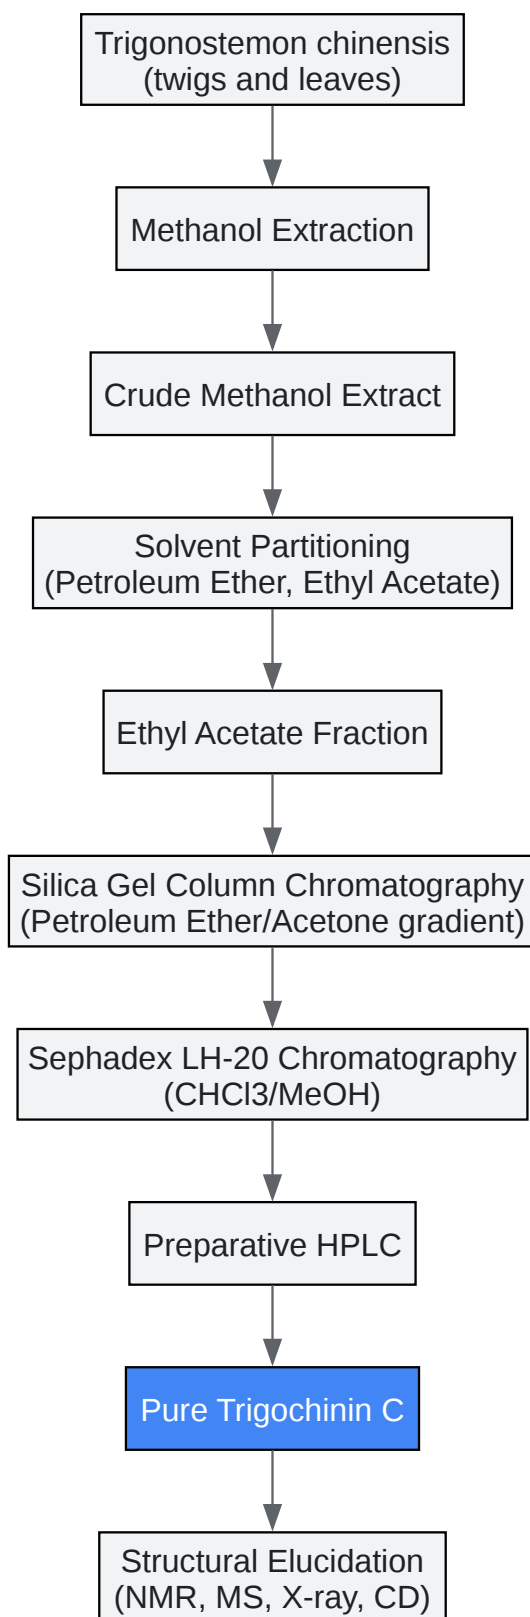 Trigonostemon chinensis
(twigs and leaves)
Methanol Extraction
Crude Methanol Extract
Solvent Partitioning
(Petroleum Ether, Ethyl Acetate)
Ethyl Acetate Fraction
Silica Gel Column Chromatography
(Petroleum Ether/Acetone gradient)
Sephadex LH-20 Chromatography
(CHCl3/MeOH)
Preparative HPLC
Pure Trigochinin C
Structural Elucidation
(NMR, MS, X-ray, CD)